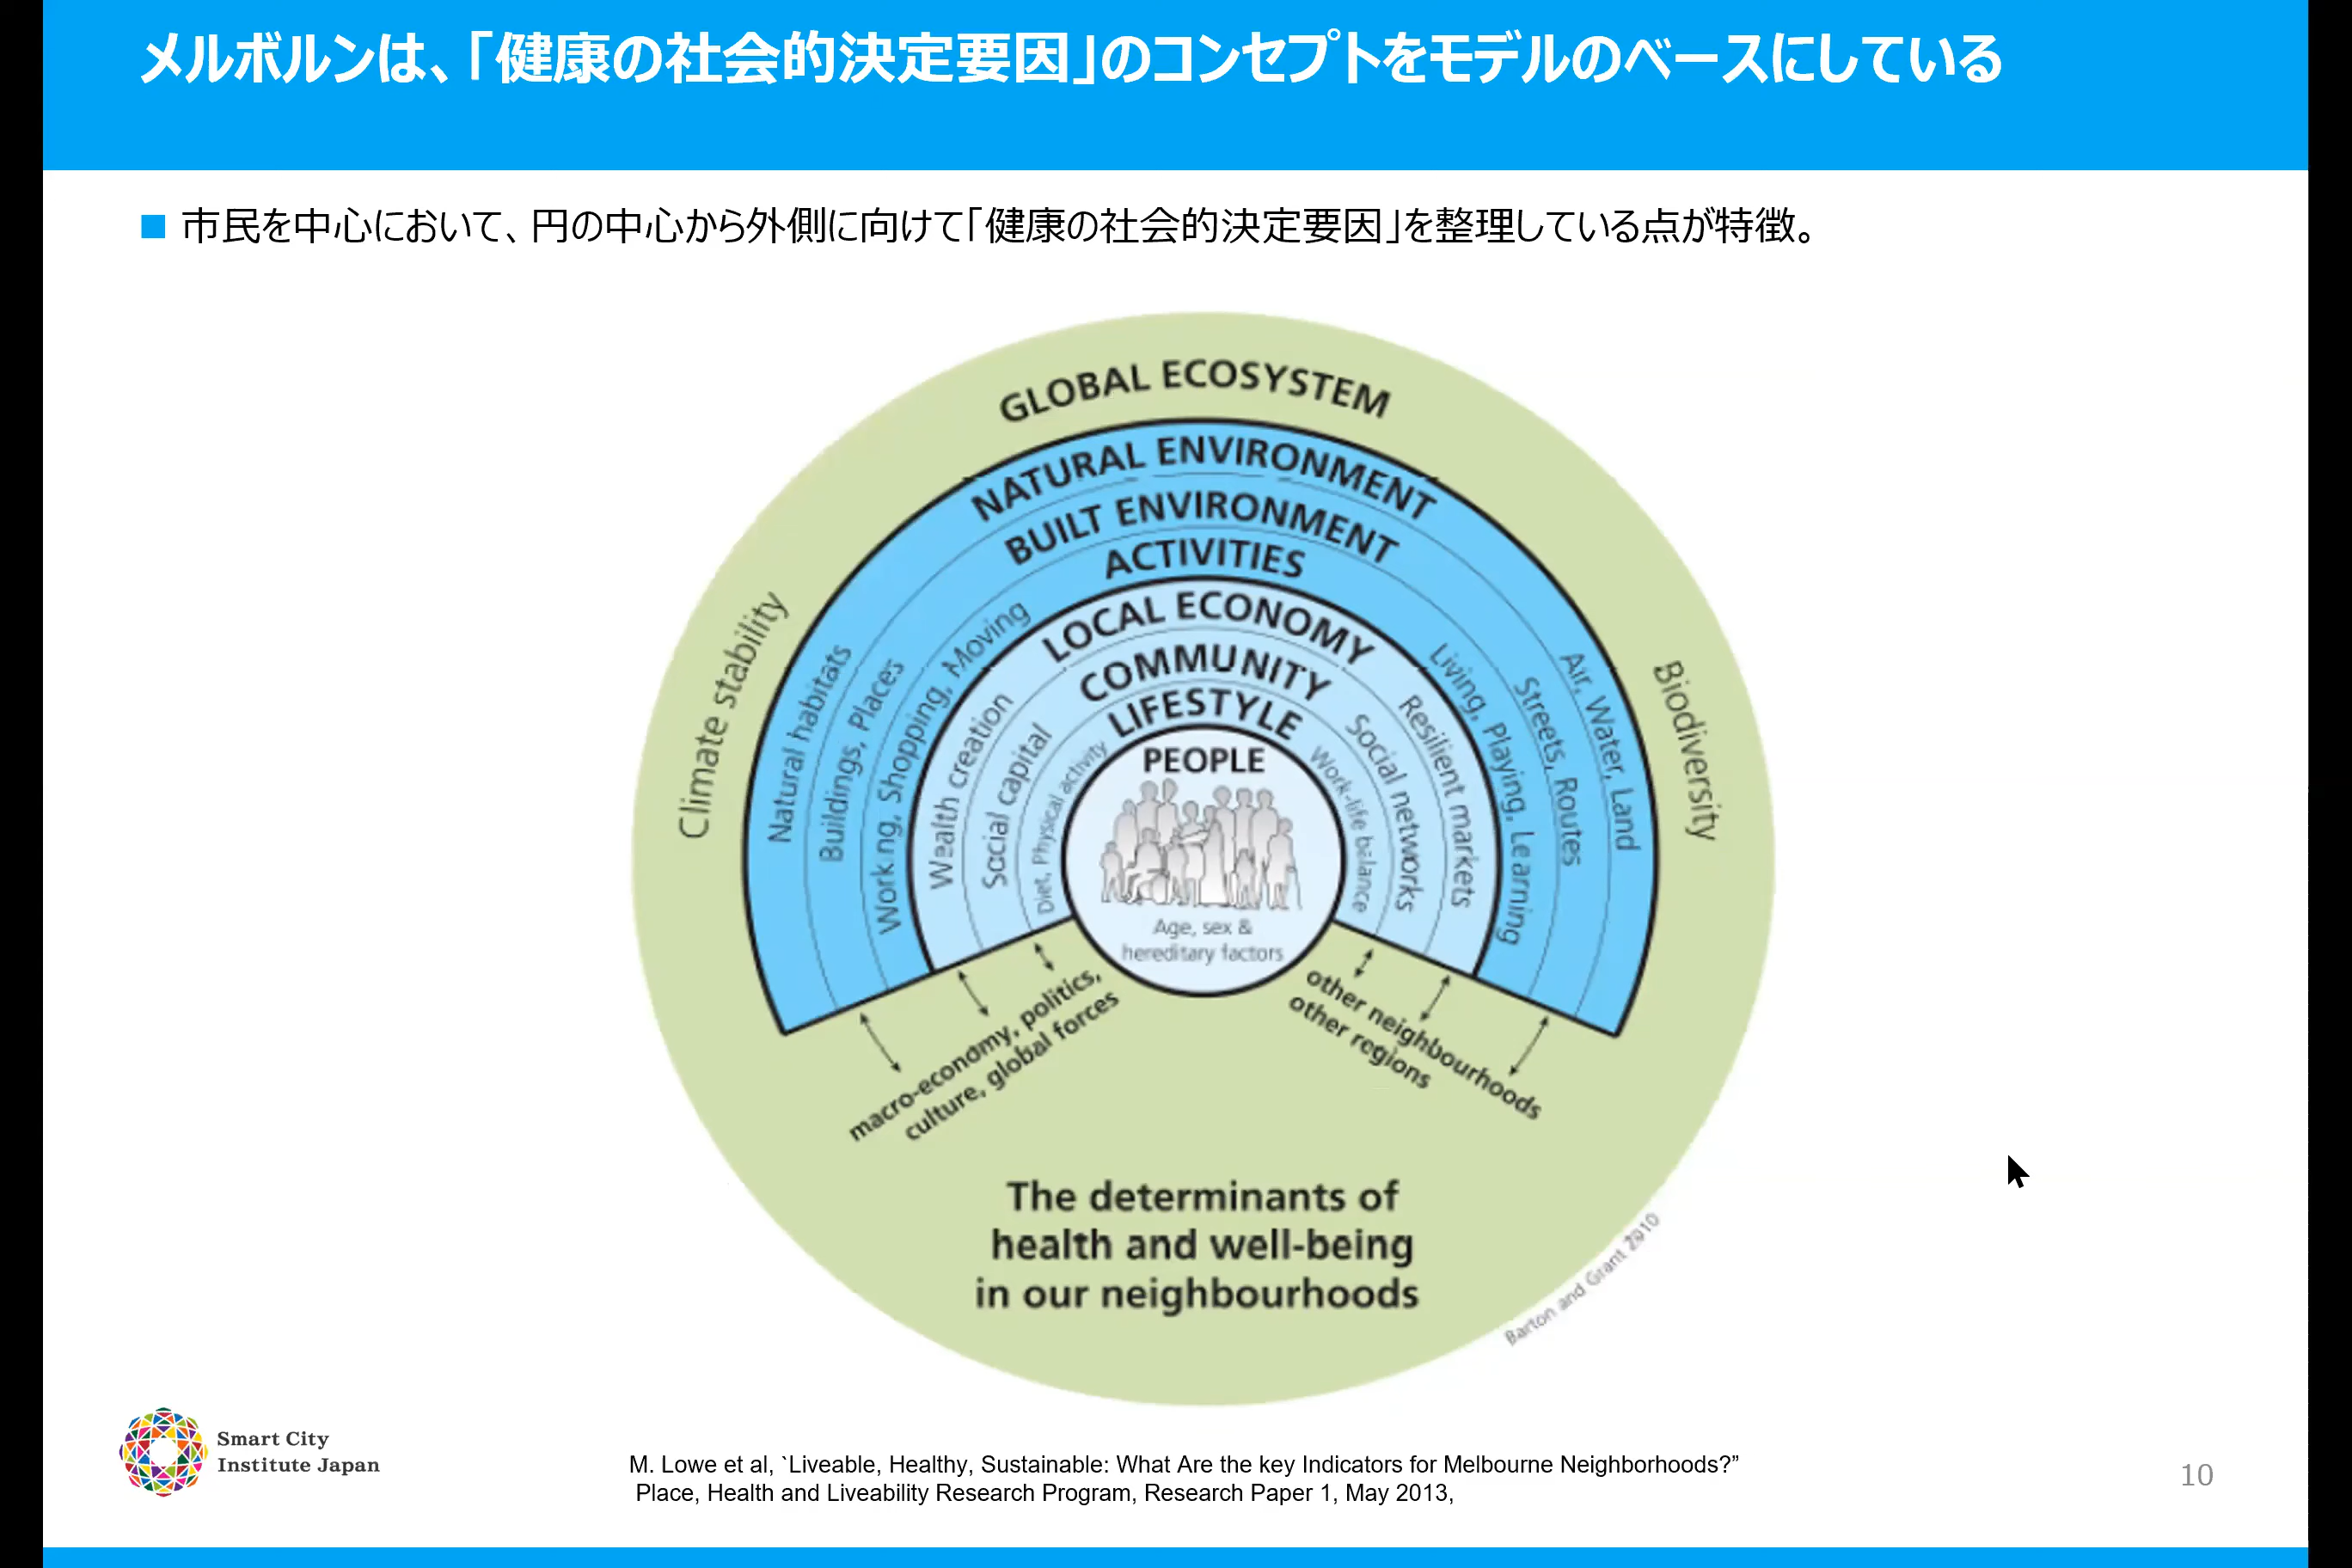 メルボルンは、「健康の社会的決定要因」のコンセプトをモデルのベースにしている
市民を中心において、円の中心から外側に向けて「健康の社会的決定要因」を整理している点が特徴。
GLOBAL ECOSYSTEM
NATURAL ENVIRONMENT
BUILT ENVIRONMENT
ACTIVITIES
LOCAL ECONOMY
COMMUNITY
LIFESTYLE
PEOPLE
Age, sex &
hereditary factors
Climate stability
Natural habitats
Buildings, Places
Working, Shopping, Moving
Wealth creation
Social capital
Diet, Physical activity
Work-life balance
Social networks
Resilient markets
Living, Playing, Learning
Streets, Routes
Air, Water, Land
Biodiversity
macro-economy, politics,
culture, global forces
other neighbourhoods
other regions
The determinants of
health and well-being
in our neighbourhoods
Barton and Grant 2010
Smart City
Institute Japan
M. Lowe et al, `Liveable, Healthy, Sustainable: What Are the key Indicators for Melbourne Neighborhoods?”
Place, Health and Liveability Research Program, Research Paper 1, May 2013,
10